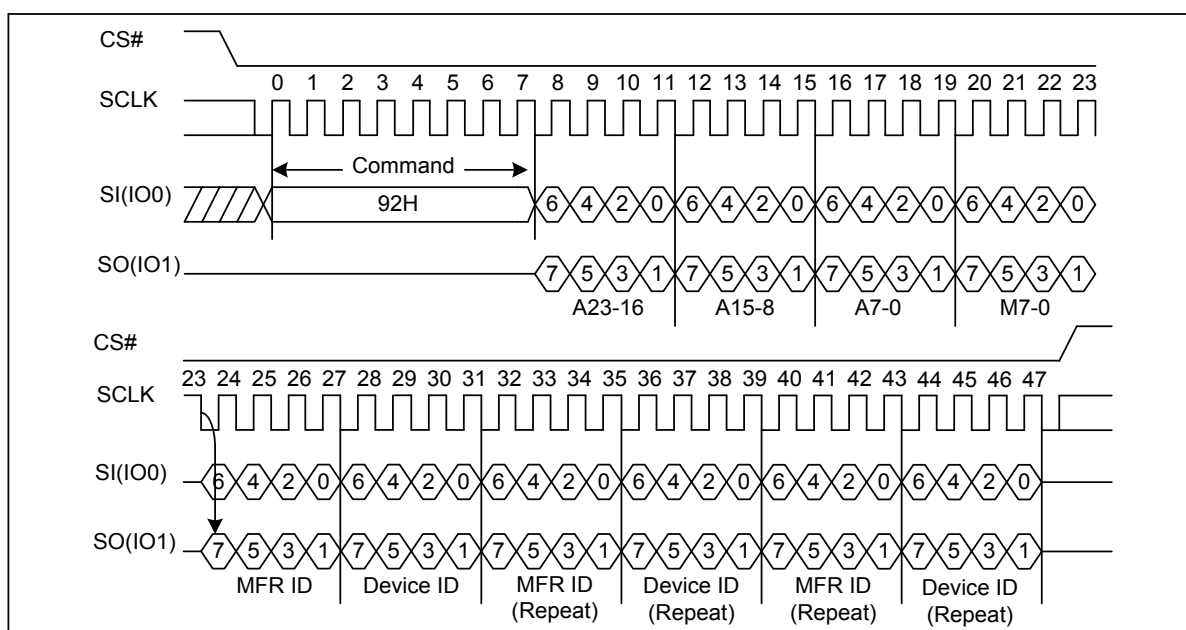 CS#
0 1 2 3 4 5 6 7 8 9 10 11 12 13 14 15 16 17 18 19 20 21 22 23
SCLK
Command
SI(IO0) 92H 6 4 2 0 6 4 2 0 6 4 2 0 6 4 2 0
SO(IO1) 7 5 3 1 7 5 3 1 7 5 3 1 7 5 3 1
A23-16 A15-8 A7-0 M7-0
CS#
23 24 25 26 27 28 29 30 31 32 33 34 35 36 37 38 39 40 41 42 43 44 45 46 47
SCLK
SI(IO0) 6 4 2 0 6 4 2 0 6 4 2 0 6 4 2 0 6 4 2 0 6 4 2 0
SO(IO1) 7 5 3 1 7 5 3 1 7 5 3 1 7 5 3 1 7 5 3 1 7 5 3 1
MFR ID Device ID MFR ID Device ID MFR ID Device ID
(Repeat) (Repeat) (Repeat) (Repeat)